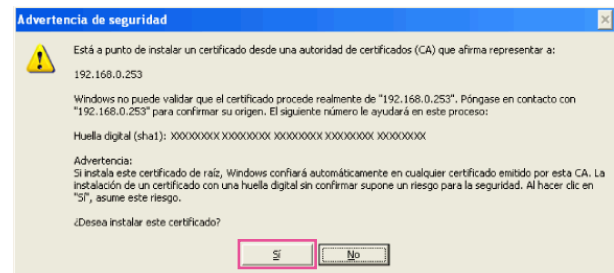 Advertencia de seguridad
Está a punto de instalar un certificado desde una autoridad de certificados (CA) que afirma representar a:
192.168.0.253
Windows no puede validar que el certificado procede realmente de "192.168.0.253". Póngase en contacto con
"192.168.0.253" para confirmar su origen. El siguiente número le ayudará en este proceso:
Huella digital (sha1): XXXXXXXX XXXXXXXX XXXXXXXX XXXXXXXX XXXXXXXX
Advertencia:
Si instala este certificado de raíz, Windows confiará automáticamente en cualquier certificado emitido por esta CA. La
instalación de un certificado con una huella digital sin confirmar supone un riesgo para la seguridad. Al hacer clic en
"Sí", asume este riesgo.
¿Desea instalar este certificado?
Sí No